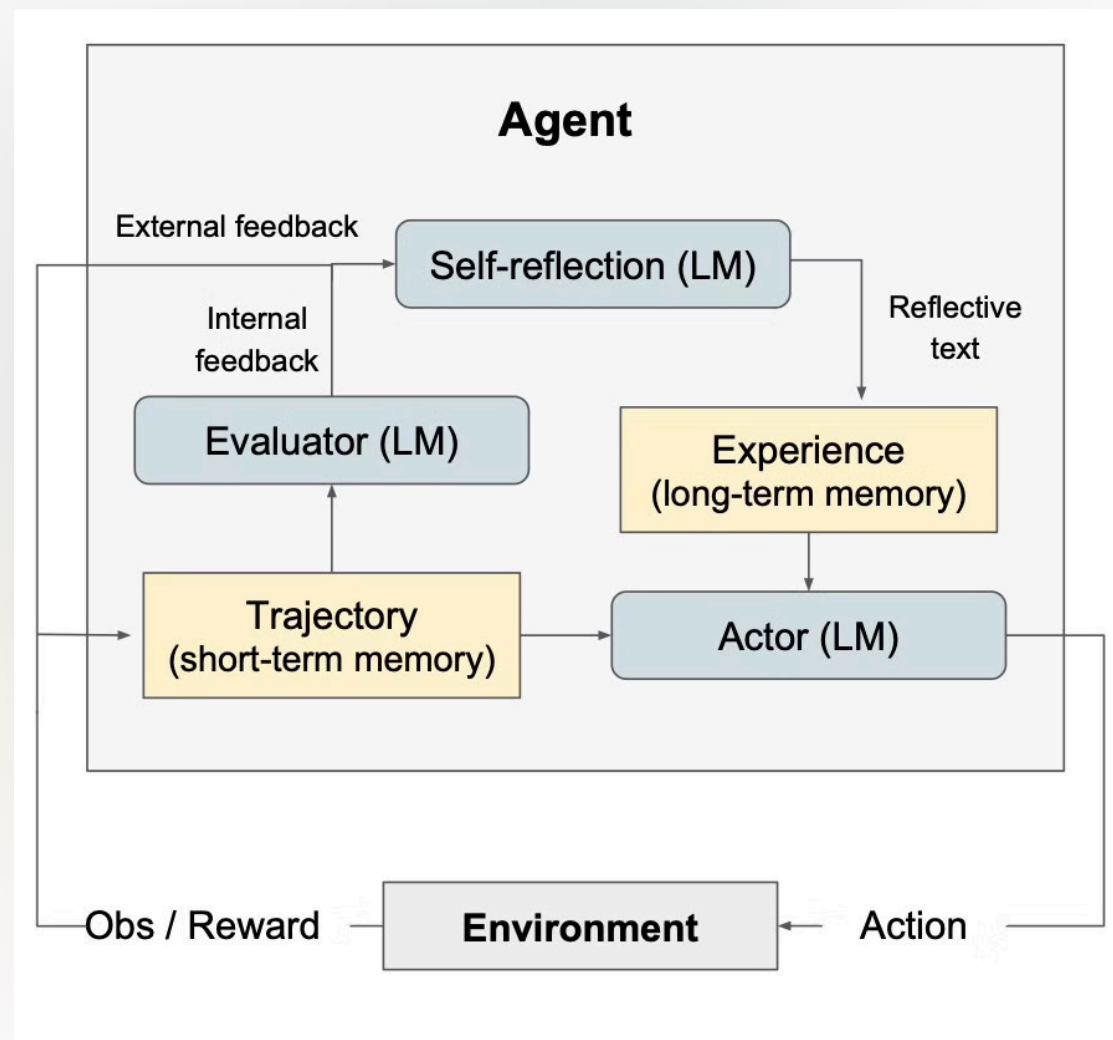 Agent
External feedback
Self-reflection (LM)
Internal
feedback
Reflective
text
Evaluator (LM)
Experience
(long-term memory)
Trajectory
(short-term memory)
Actor (LM)
Obs / Reward
Environment
Action